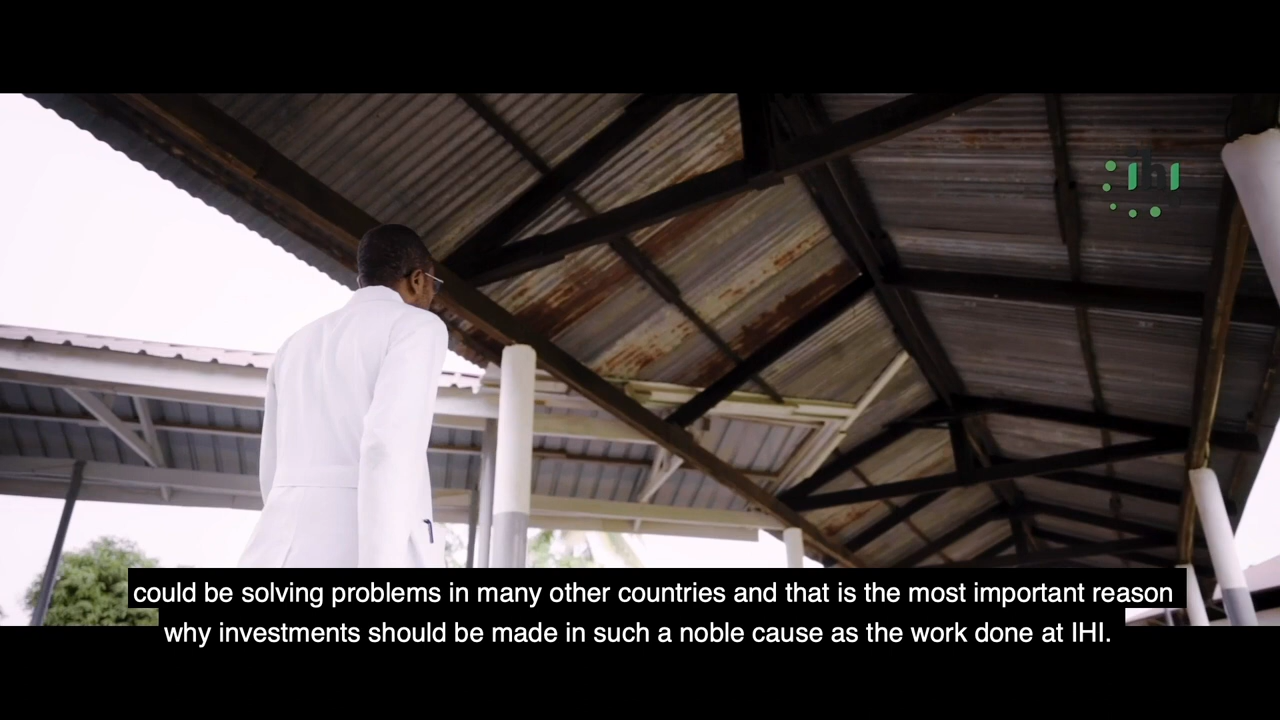 ihi
could be solving problems in many other countries and that is the most important reason
why investments should be made in such a noble cause as the work done at IHI.